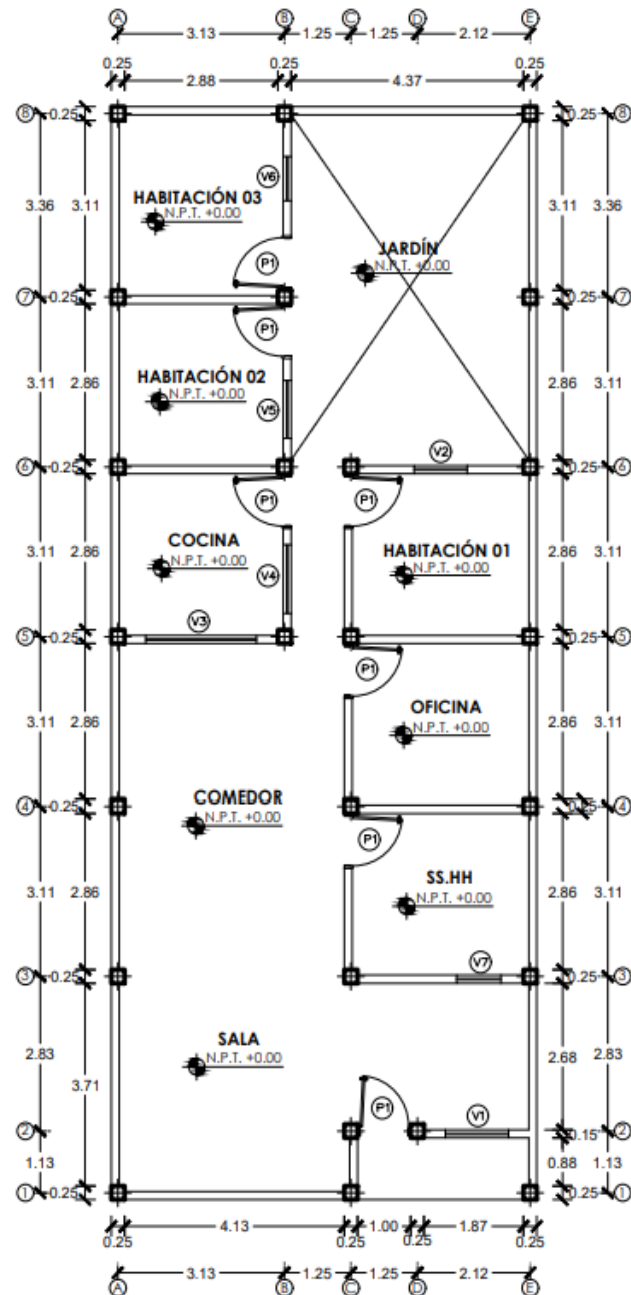 A B C D E
3.13 1.25 1.25 2.12
0.25 0.25 0.25
2.88 4.37
8 0.25 0.25 8
V6
HABITACIÓN 03
N.P.T. +0.00
3.36 3.11 3.11 3.36
JARDÍN
N.P.T. +0.00
P1
7 0.25 0.25 7
P1
HABITACIÓN 02
N.P.T. +0.00
3.11 2.86 2.86 3.11
V5
V2
6 0.25 0.25 6
P1 P1
COCINA
N.P.T. +0.00
HABITACIÓN 01
N.P.T. +0.00
3.11 2.86 2.86 3.11
V4
V3
5 0.25 0.25 5
P1
OFICINA
N.P.T. +0.00
3.11 2.86 2.86 3.11
COMEDOR
N.P.T. +0.00
4 0.25 0.25 4
P1
SS.HH
N.P.T. +0.00
3.11 2.86 2.86 3.11
V7
3 0.25 0.25 3
SALA
N.P.T. +0.00
2.83 3.71 2.68 2.83
P1
V1
2 0.15 2
1.13 0.88 1.13
1 0.25 0.25 1
4.13 1.00 1.87
0.25 0.25 0.25 0.25
3.13 1.25 1.25 2.12
A B C D E